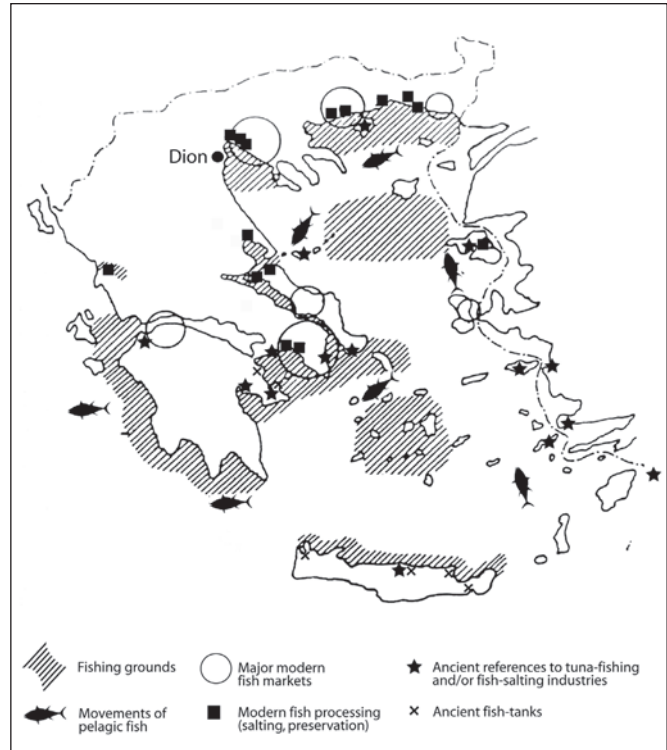 Dion
Fishing grounds
Major modern
fish markets
Ancient references to tuna-fishing
and/or fish-salting industries
Movements of
pelagic fish
Modern fish processing
(salting, preservation)
Ancient fish-tanks